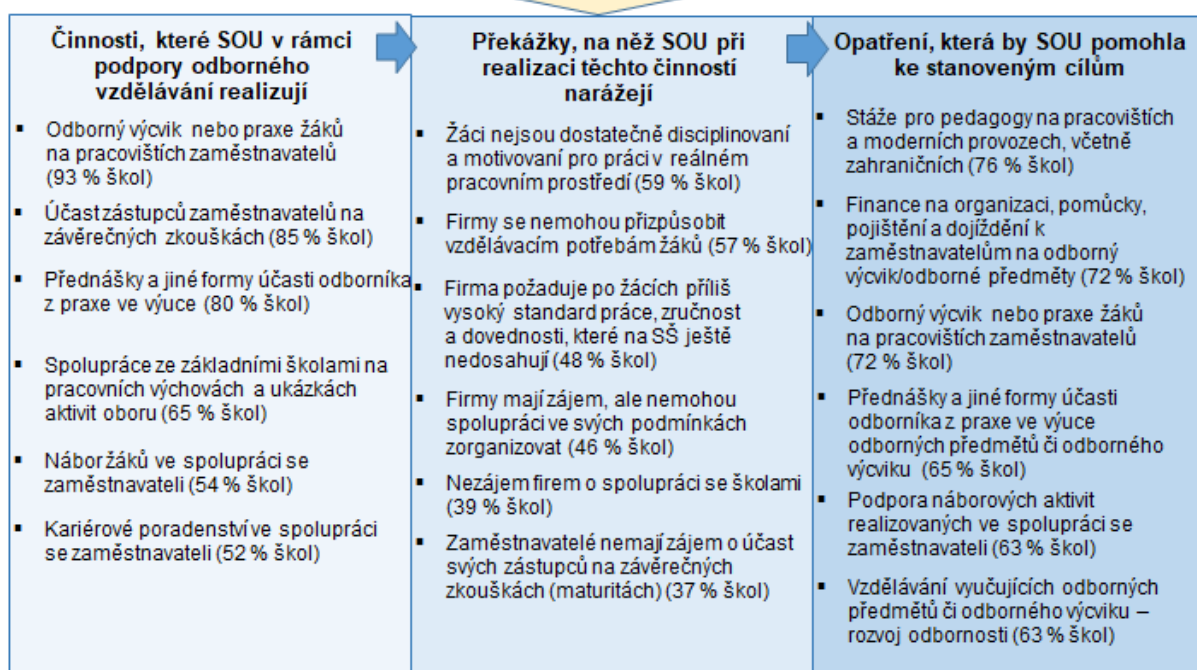 Činnosti, které SOU v rámci
podpory odborného
vzdělávání realizují
▪ Odborný výcvik nebo praxe žáků
na pracovištích zaměstnavatelů
(93 % škol)
▪ Účast zástupců zaměstnavatelů na
závěrečných zkouškách (85 % škol)
▪ Přednášky a jiné formy účasti odborníka
z praxe ve výuce (80 % škol)
▪ Spolupráce ze základními školami na
pracovních výchovách a ukázkách
aktivit oboru (65 % škol)
▪ Nábor žáků ve spolupráci se
zaměstnavateli (54 % škol)
▪ Kariérové poradenství ve spolupráci
se zaměstnavateli (52 % škol)
Překážky, na něž SOU při
realizaci těchto činností
narážejí
▪ Žáci nejsou dostatečně disciplinovaní
a motivovaní pro práci v reálném
pracovním prostředí (59 % škol)
▪ Firmy se nemohou přizpůsobit
vzdělávacím potřebám žáků (57 % škol)
▪ Firma požaduje po žácích příliš
vysoký standard práce, zručnost
a dovednosti, které na SŠ ještě
nedosahují (48 % škol)
▪ Firmy mají zájem, ale nemohou
spolupráci ve svých podmínkách
zorganizovat (46 % škol)
▪ Nezájem firem o spolupráci se školami
(39 % škol)
▪ Zaměstnavatelé nemají zájem o účast
svých zástupců na závěrečných
zkouškách (maturitách) (37 % škol)
Opatření, která by SOU pomohla
ke stanoveným cílům
▪ Stáže pro pedagogy na pracovištích
a moderních provozech, včetně
zahraničních (76 % škol)
▪ Finance na organizaci, pomůcky,
pojištění a dojíždění k
zaměstnavatelům na odborný
výcvik/odborné předměty (72 % škol)
▪ Odborný výcvik nebo praxe žáků
na pracovištích zaměstnavatelů
(72 % škol)
▪ Přednášky a jiné formy účasti
odborníka z praxe ve výuce
odborných předmětů či odborného
výcviku (65 % škol)
▪ Podpora náborových aktivit
realizovaných ve spolupráci se
zaměstnavateli (63 % škol)
▪ Vzdělávání vyučujících odborných
předmětů či odborného výcviku –
rozvoj odbornosti (63 % škol)